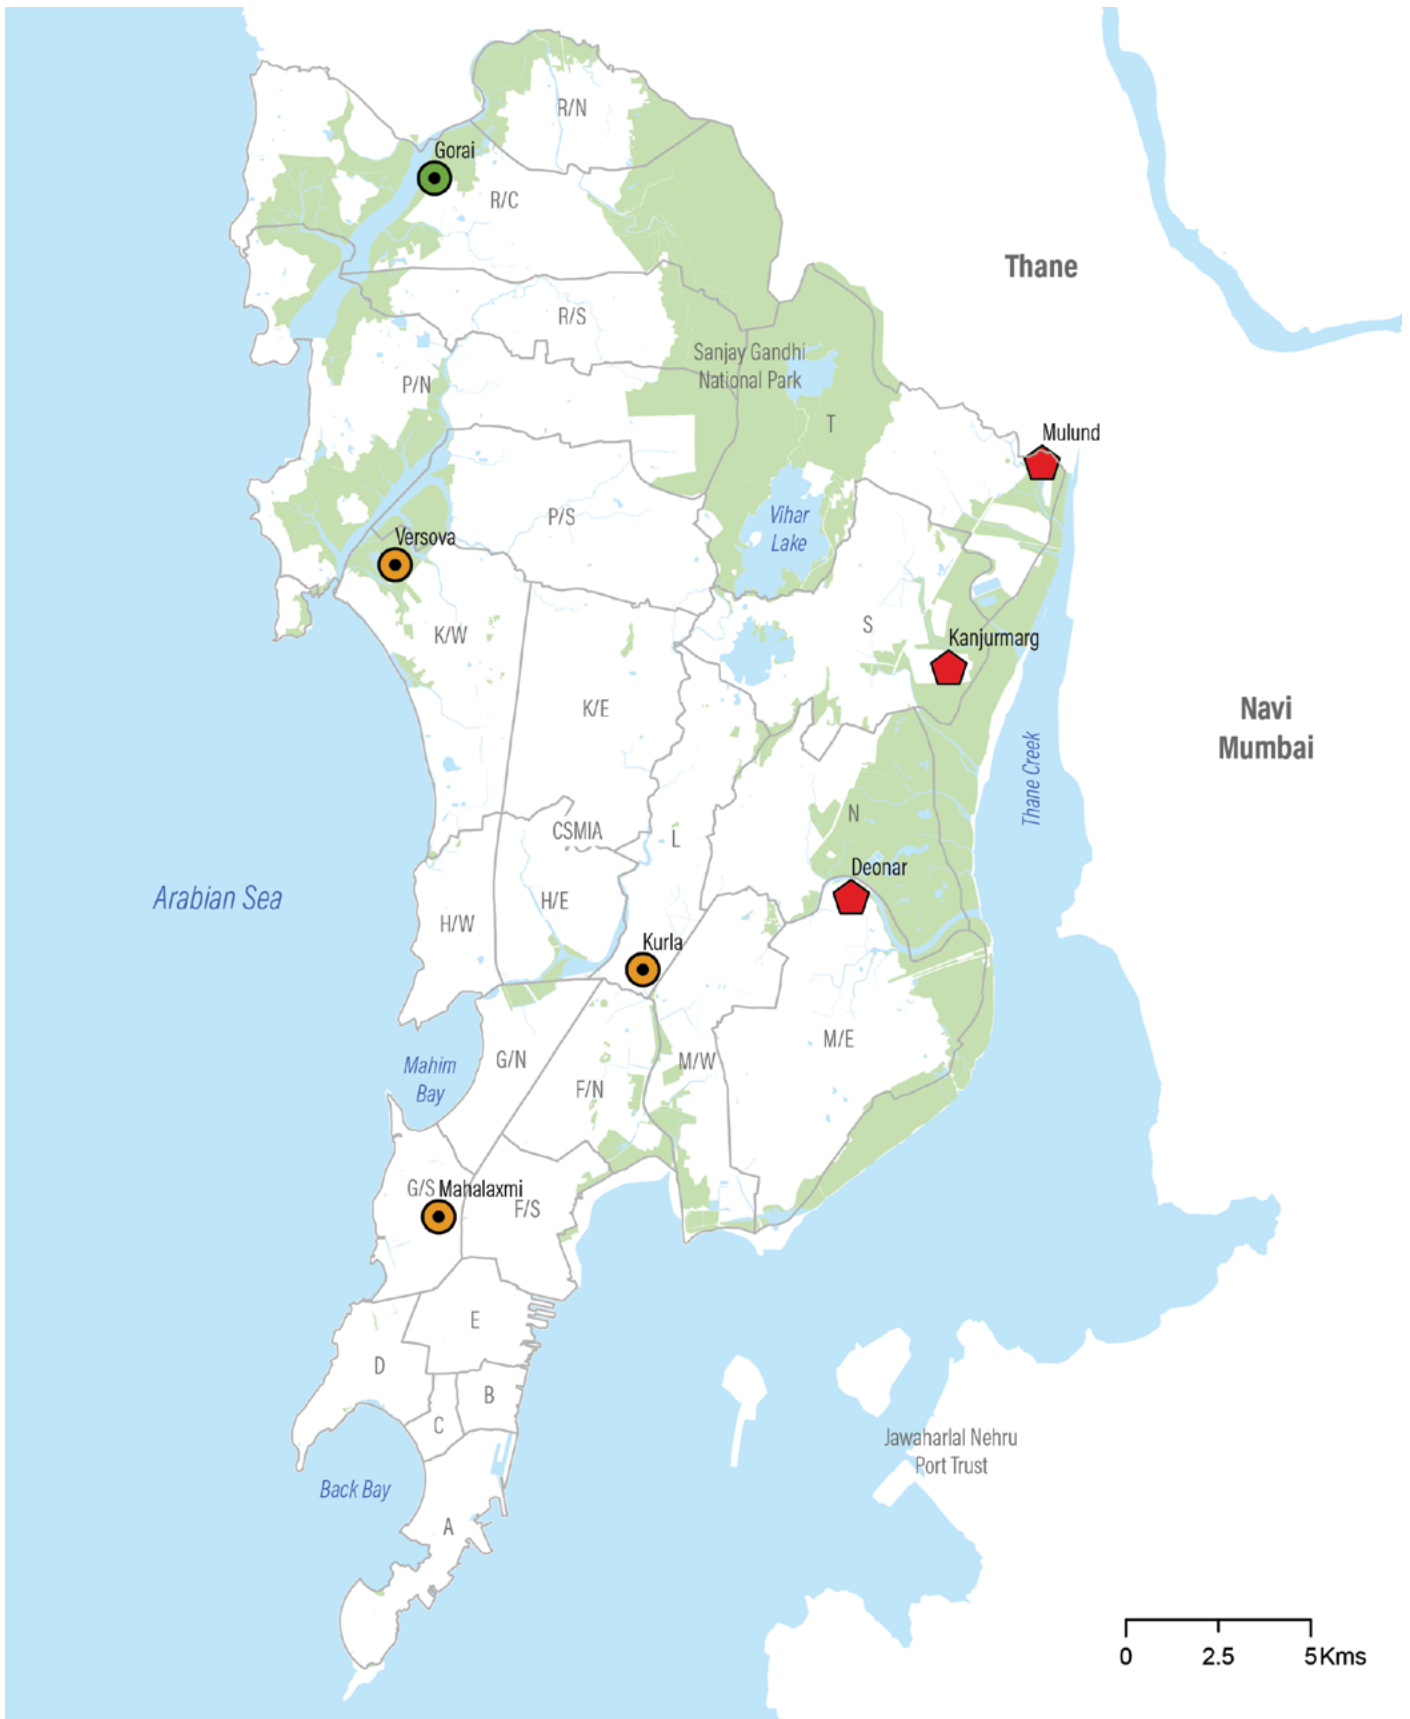 R/N
Gorai
R/C
Thane
R/S
Sanjay Gandhi
National Park
P/N
T
Mulund
Vihar
Lake
P/S
Versova
S
K/W
Kanjurmarg
K/E
Navi
Mumbai
Thane Creek
CSMIA
L
N
Deonar
Arabian Sea
H/E
H/W
Kurla
M/E
G/N
M/W
Mahim
Bay
F/N
G/S
Mahalaxmi
F/S
E
D
B
C
Jawaharlal Nehru
Port Trust
Back Bay
A
0 2.5 5Kms